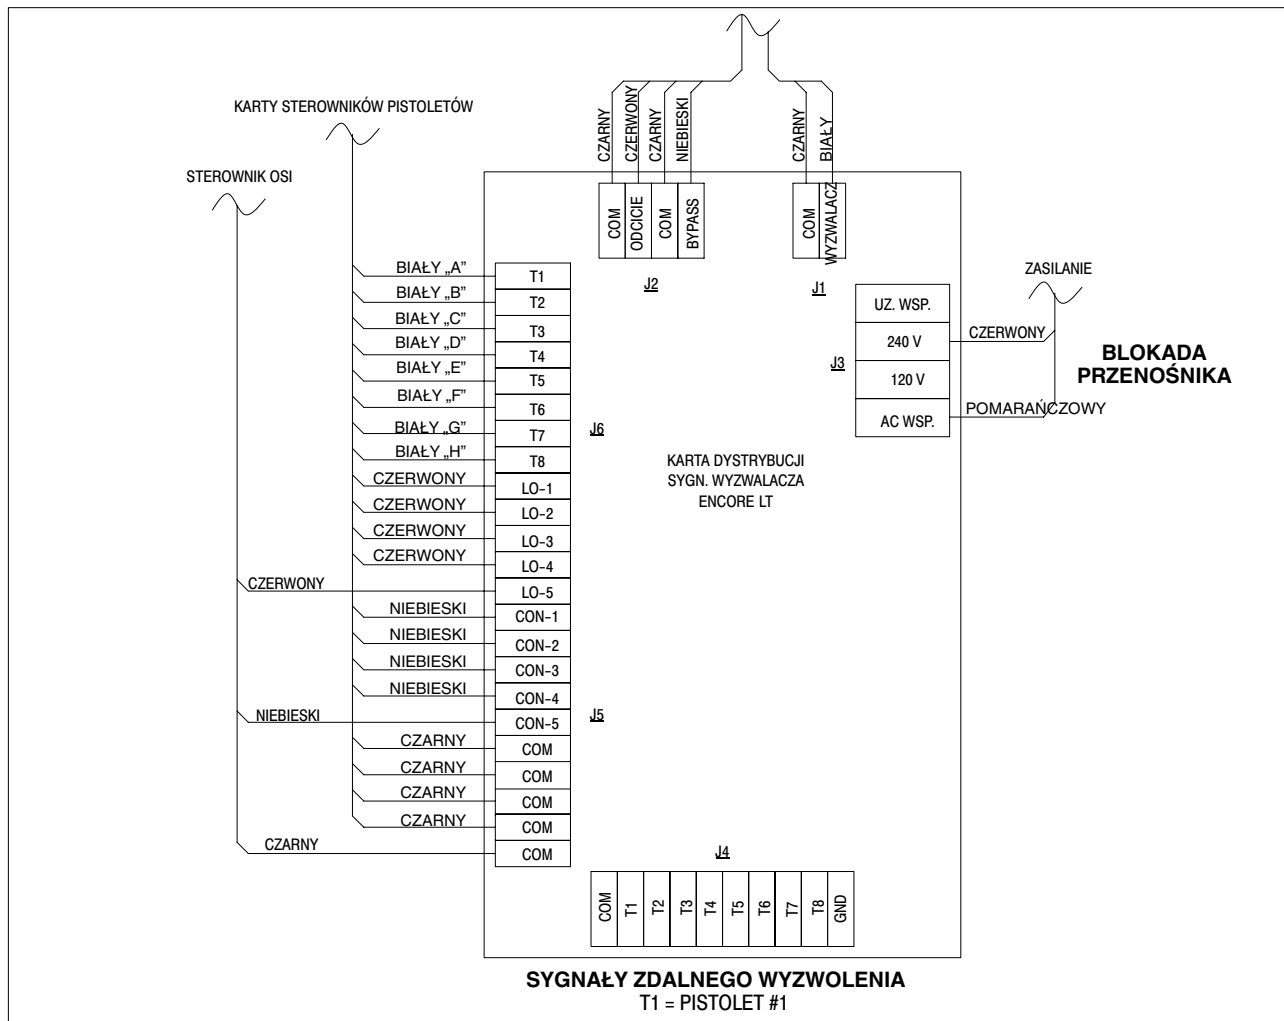 KARTY STEROWNIKÓW PISTOLETÓW
STEROWNIK OSI
CZARNY
CZERWONY
CZARNY
NIEBIESKI
CZARNY
BIAŁY
COM
ODCICIE
COM
BYPASS
COM
WYZWALACZ
J2
J1
ZASILANIE
UZ. WSP.
240 V
120 V
AC WSP.
J3
CZERWONY
POMARAŃCZOWY
BLOKADA
PRZENOŚNIKA
BIAŁY „A” T1
BIAŁY „B” T2
BIAŁY „C” T3
BIAŁY „D” T4
BIAŁY „E” T5
BIAŁY „F” T6
BIAŁY „G” T7
BIAŁY „H” T8
J6
CZERWONY LO-1
CZERWONY LO-2
CZERWONY LO-3
CZERWONY LO-4
CZERWONY LO-5
NIEBIESKI CON-1
NIEBIESKI CON-2
NIEBIESKI CON-3
NIEBIESKI CON-4
NIEBIESKI CON-5
J5
CZARNY COM
CZARNY COM
CZARNY COM
CZARNY COM
CZARNY COM
KARTA DYSTRYBUCJI
SYGN. WYZWALACZA
ENCORE LT
J4
COM
T1
T2
T3
T4
T5
T6
T7
T8
GND
SYGNAŁY ZDALNEGO WYZWOLENIA
T1 = PISTOLET #1